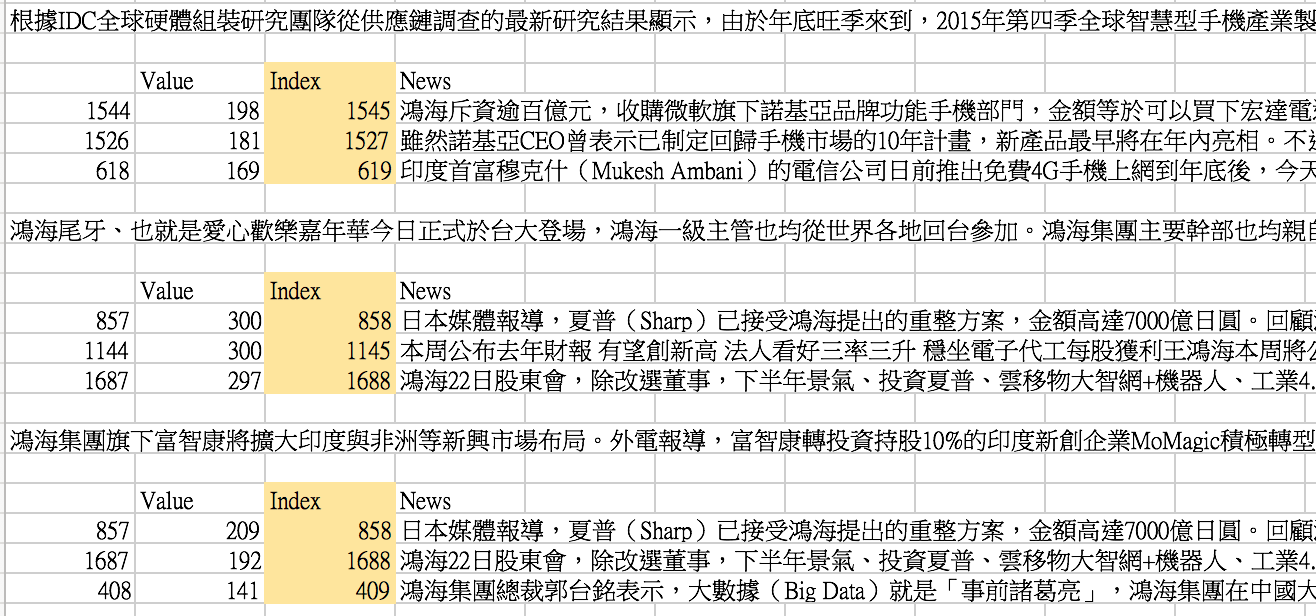 根據IDC全球硬體組裝研究團隊從供應鏈調查的最新研究結果顯示，由於年底旺季來到，2015年第四季全球智慧型手機產業製
Value Index News
1544 198 1545 鴻海斥資逾百億元，收購微軟旗下諾基亞品牌功能手機部門，金額等於可以買下宏達電
1526 181 1527 雖然諾基亞CEO曾表示已制定回歸手機市場的10年計畫，新產品最早將在年內亮相。不
618 169 619 印度首富穆克什（Mukesh Ambani）的電信公司日前推出免費4G手機上網到年底後，今天
鴻海尾牙、也就是愛心歡樂嘉年華今日正式於台大登場，鴻海一級主管也均從世界各地回台參加。鴻海集團主要幹部也均親
Value Index News
857 300 858 日本媒體報導，夏普（Sharp）已接受鴻海提出的重整方案，金額高達7000億日圓。回顧
1144 300 1145 本周公布去年財報 有望創新高 法人看好三率三升 穩坐電子代工每股獲利王鴻海本周將公
1687 297 1688 鴻海22日股東會，除改選董事，下半年景氣、投資夏普、雲移物大智網+機器人、工業4.
鴻海集團旗下富智康將擴大印度與非洲等新興市場布局。外電報導，富智康轉投資持股10%的印度新創企業MoMagic積極轉型
Value Index News
857 209 858 日本媒體報導，夏普（Sharp）已接受鴻海提出的重整方案，金額高達7000億日圓。回顧
1687 192 1688 鴻海22日股東會，除改選董事，下半年景氣、投資夏普、雲移物大智網+機器人、工業4.
408 141 409 鴻海集團總裁郭台銘表示，大數據（Big Data）就是「事前諸葛亮」，鴻海集團在中國大